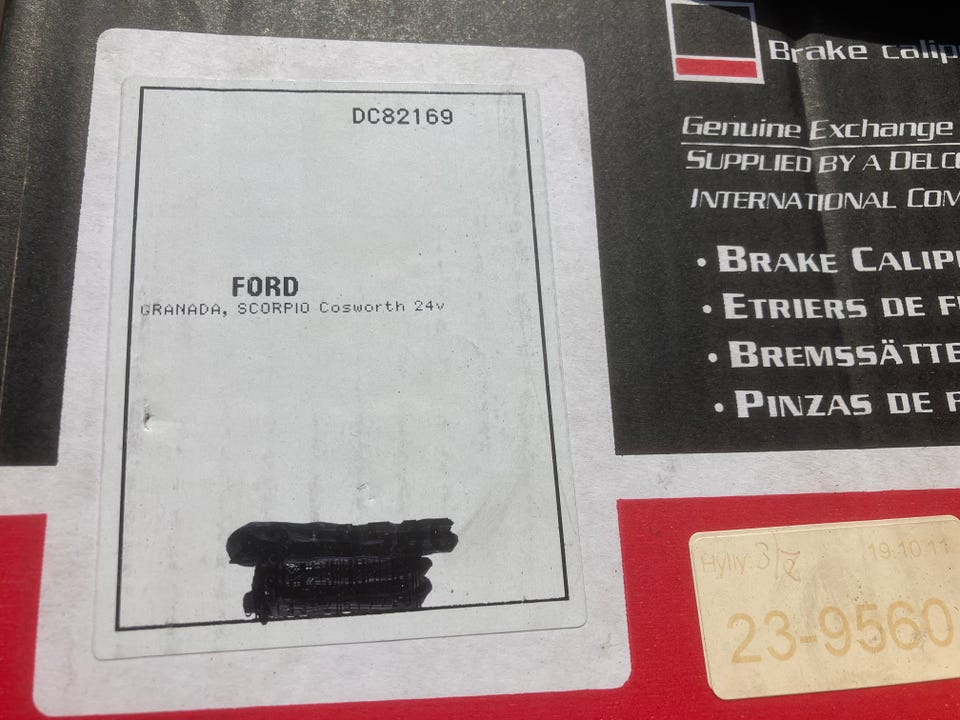 DC82169
FORD
GRANADA, SCORPIO Cosworth 24v
Brake
Genuine Exchange
SUPPLIED BY A
INTERNATIONAL
• BRAKE
• ETRIERS DE
•
• PINZAS DE
Hylly: 3/2 19.10.11
23-9560